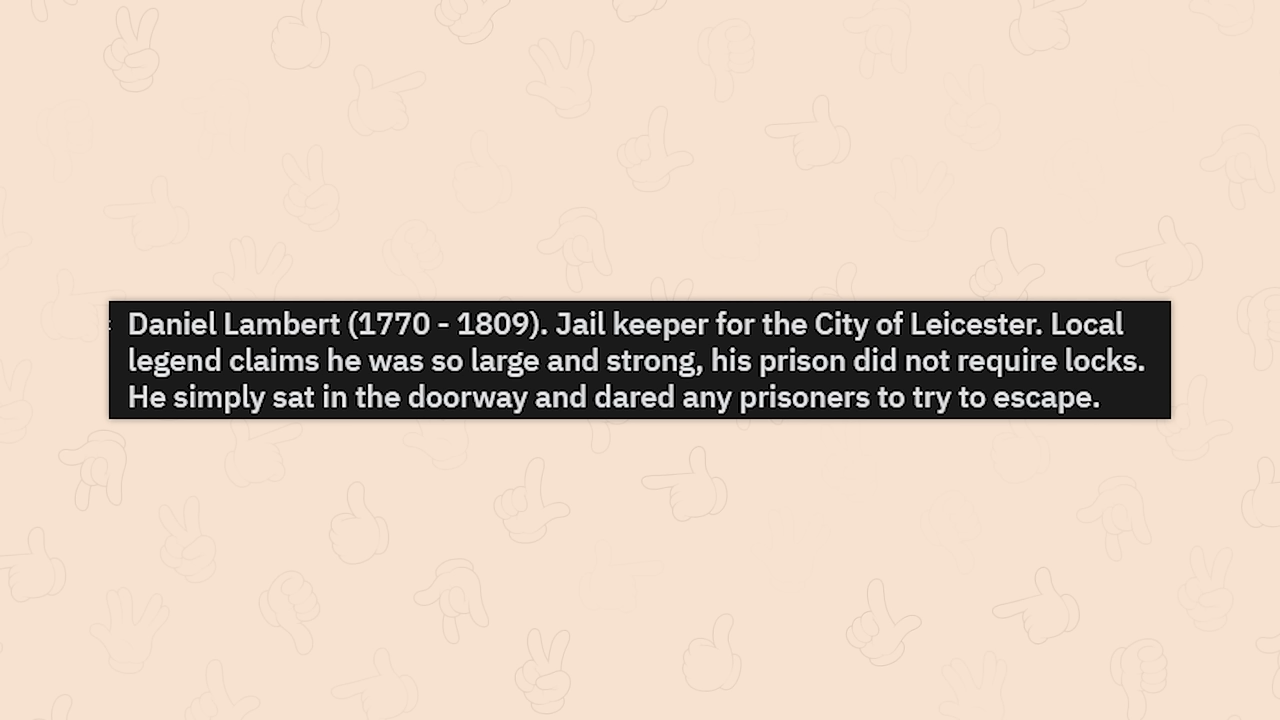 Daniel Lambert (1770 - 1809). Jail keeper for the City of Leicester. Local
legend claims he was so large and strong, his prison did not require locks.
He simply sat in the doorway and dared any prisoners to try to escape.